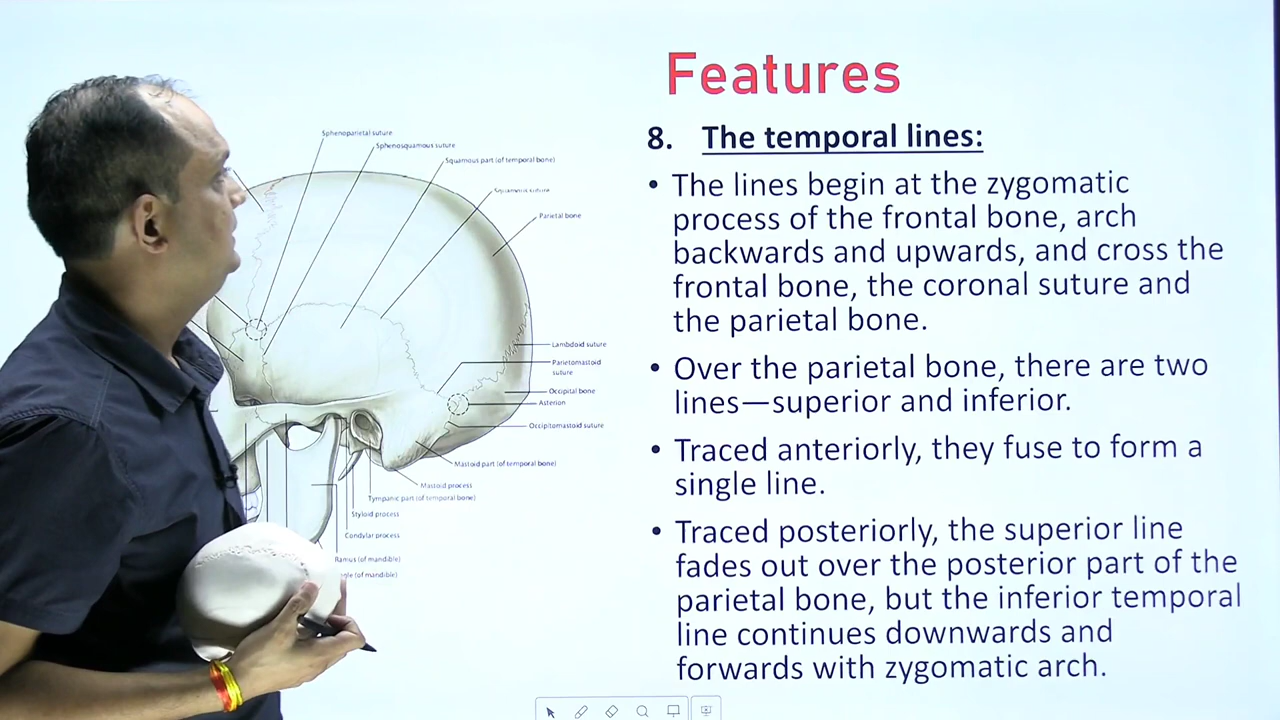 Features
8. The temporal lines:
• The lines begin at the zygomatic
process of the frontal bone, arch
backwards and upwards, and cross the
frontal bone, the coronal suture and
the parietal bone.
• Over the parietal bone, there are two
lines—superior and inferior.
• Traced anteriorly, they fuse to form a
single line.
• Traced posteriorly, the superior line
fades out over the posterior part of the
parietal bone, but the inferior temporal
line continues downwards and
forwards with zygomatic arch.
Sphenoparietal suture
Sphenosquamous suture
Squamous part (of temporal bone)
Squamous suture
Parietal bone
Lambdoid suture
Parietomastoid
suture
Occipital bone
Asterion
Occipitomastoid suture
Mastoid part (of temporal bone)
Mastoid process
Tympanic part (of temporal bone)
Styloid process
Condylar process
Ramus (of mandible)
(of mandible)